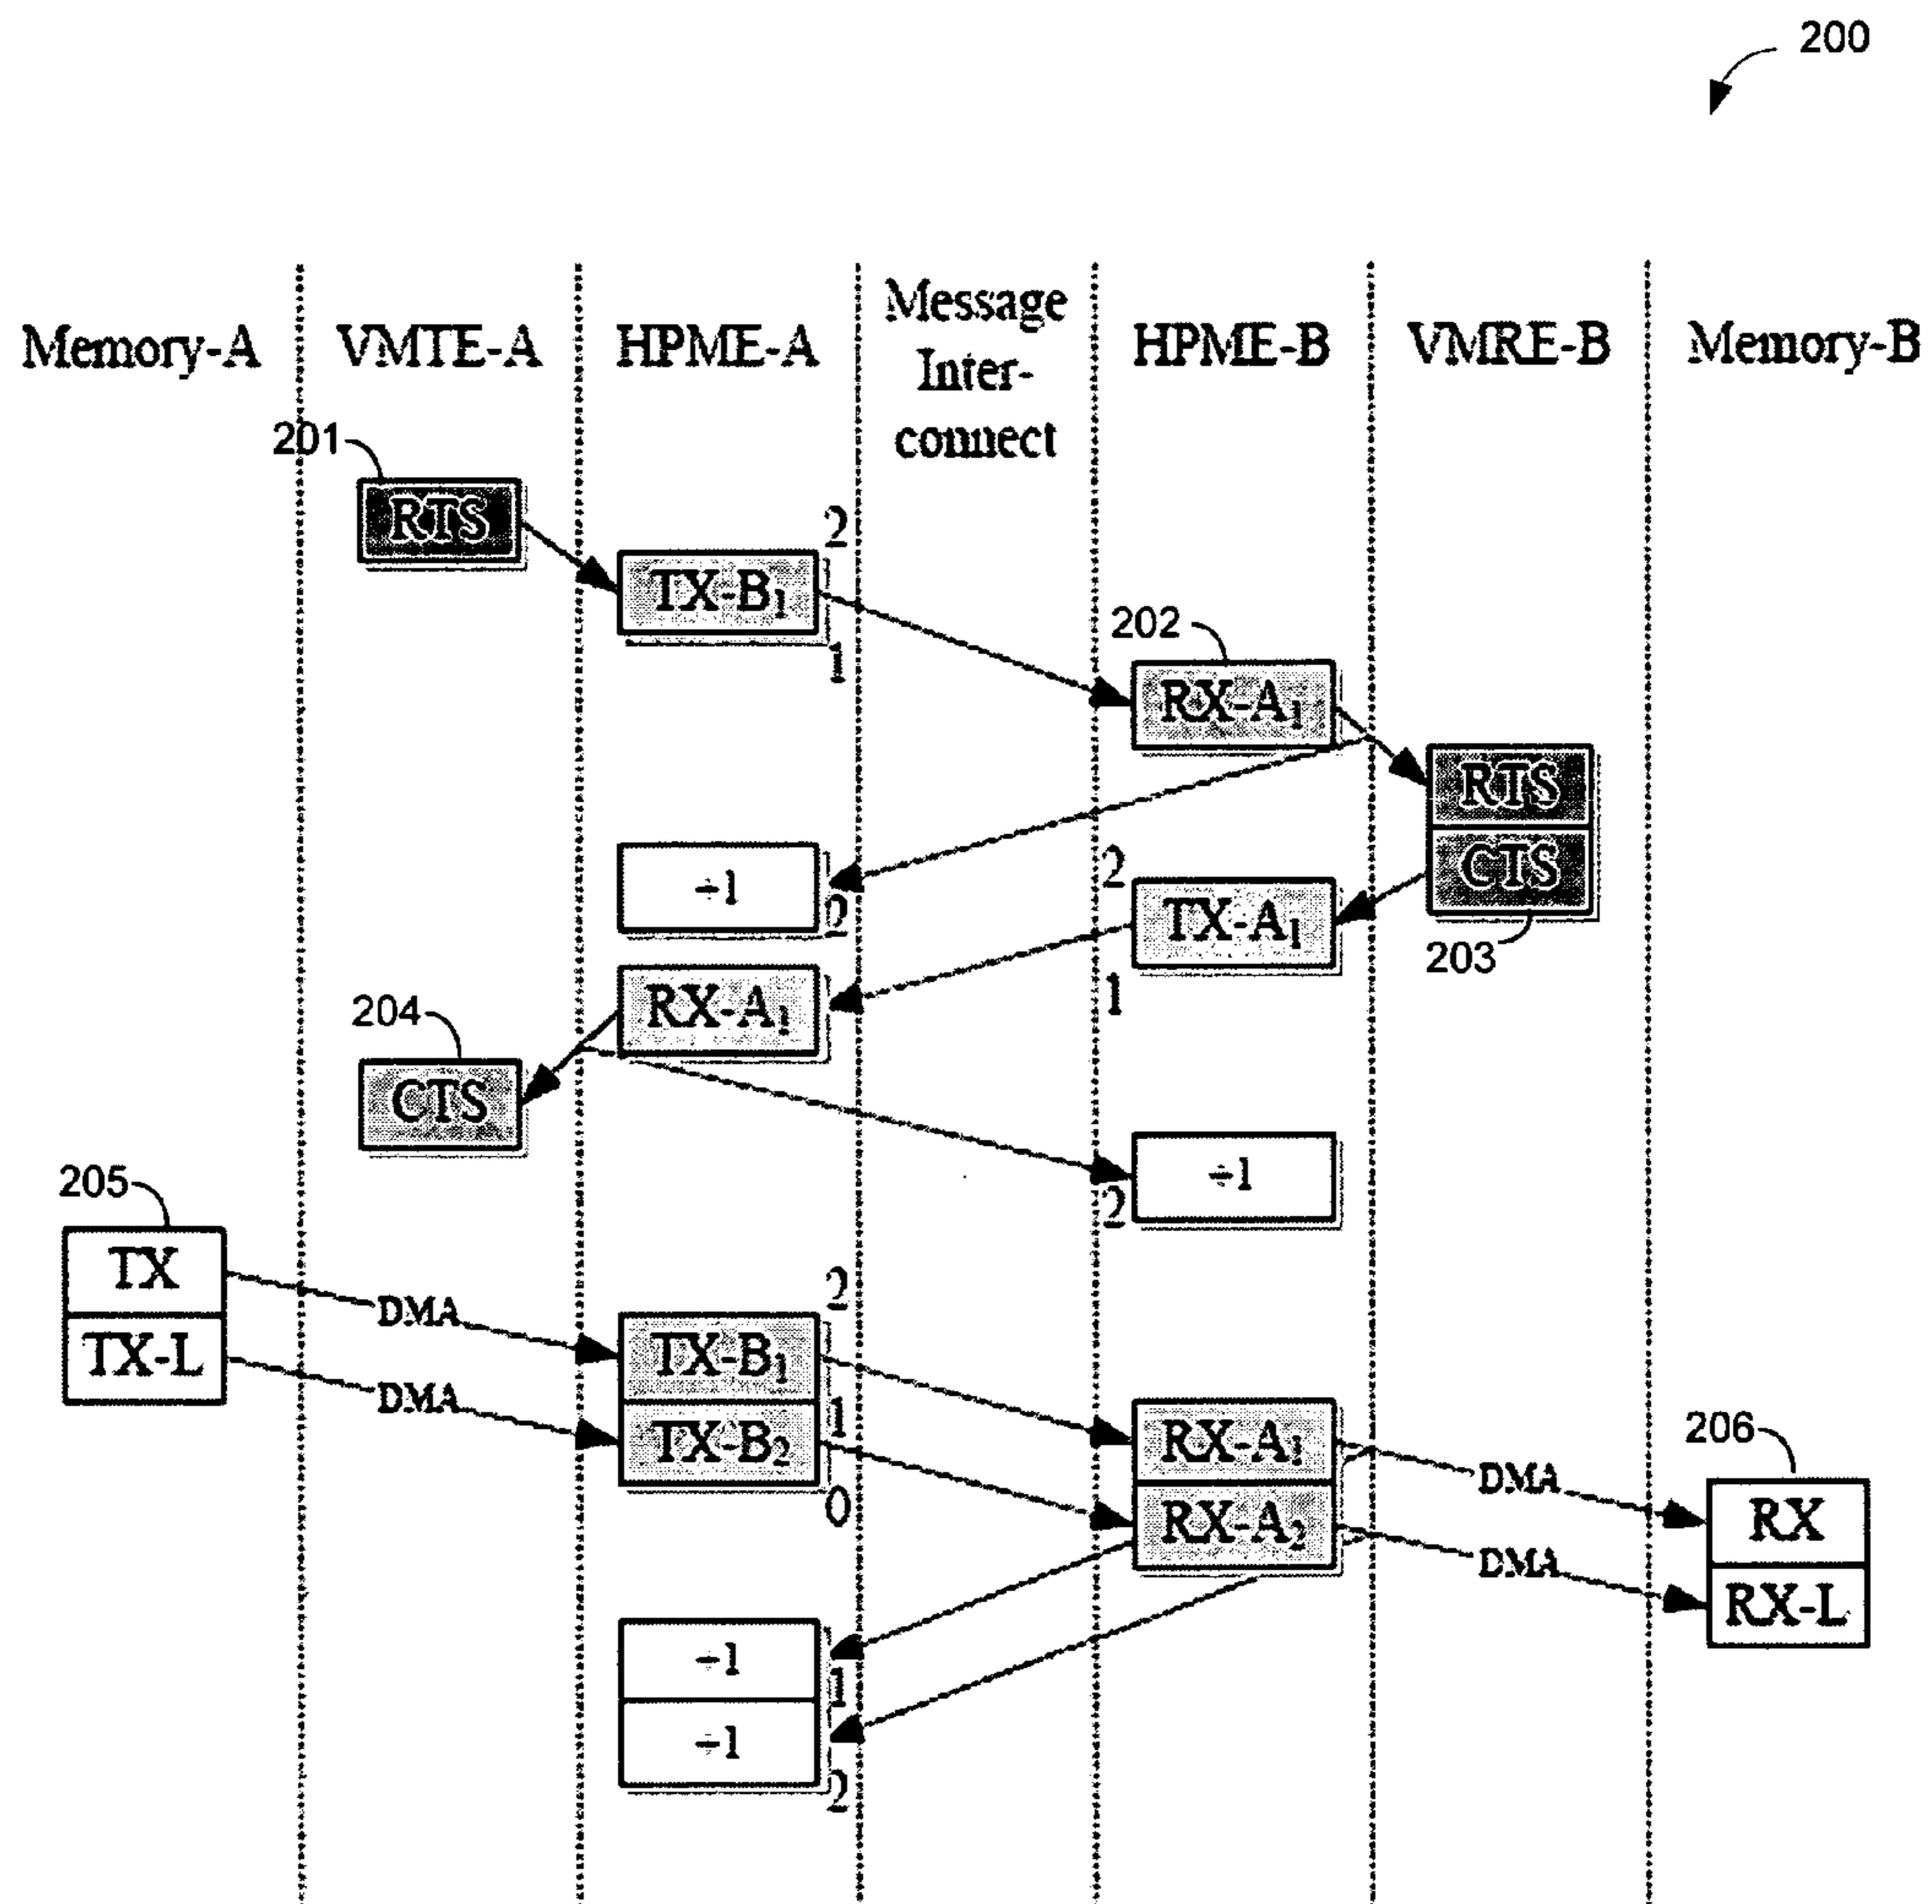 200
Memory-A
VMTE-A
HPME-A
Message
Inter-
connect
HPME-B
VMRE-B
Memory-B
201
RTS
2
TX-B1
1
202
RX-A1
RTS
CTS
203
+1
2
2
TX-A1
1
RX-A1
204
CTS
+1
2
205
TX
TX-L
DMA
DMA
2
TX-B1
1
TX-B2
0
RX-A1
RX-A2
DMA
DMA
206
RX
RX-L
+1
1
+1
2